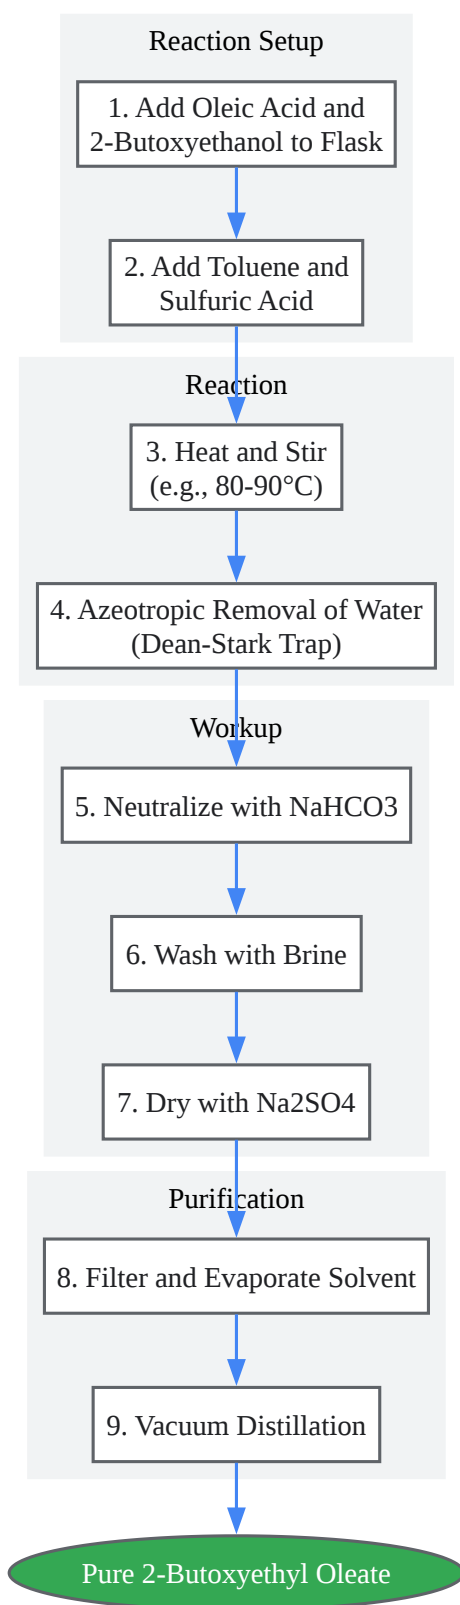 Reaction Setup
1. Add Oleic Acid and
2-Butoxyethanol to Flask
2. Add Toluene and
Sulfuric Acid
Reaction
3. Heat and Stir
(e.g., 80-90°C)
4. Azeotropic Removal of Water
(Dean-Stark Trap)
Workup
5. Neutralize with NaHCO3
6. Wash with Brine
7. Dry with Na2SO4
Purification
8. Filter and Evaporate Solvent
9. Vacuum Distillation
Pure 2-Butoxyethyl Oleate